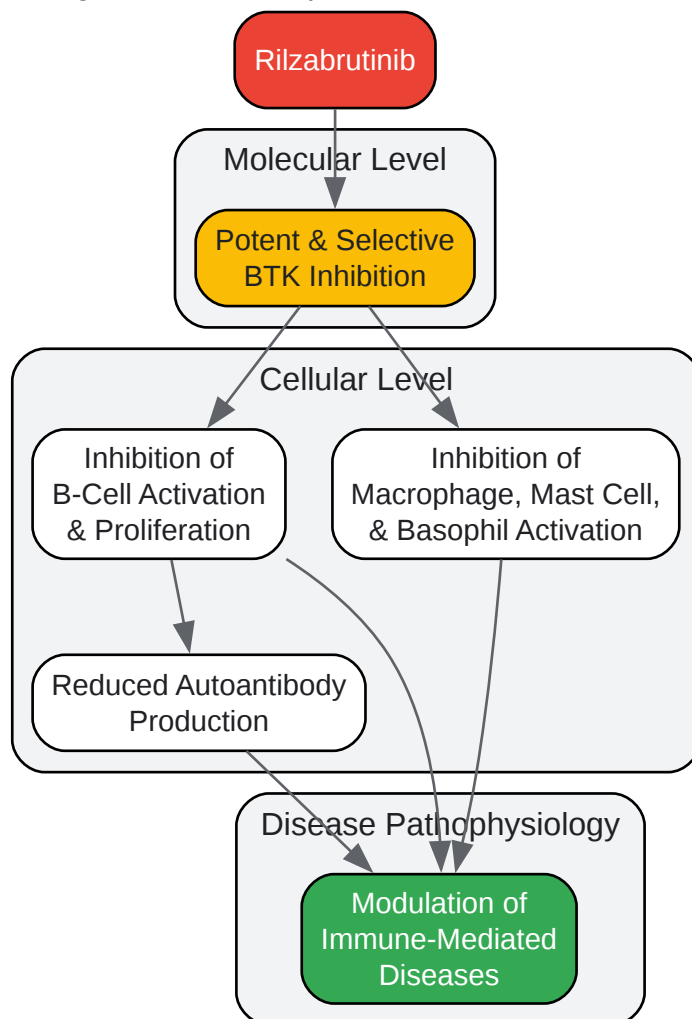 Rilzabrutinib
Molecular Level
Potent & Selective
BTK Inhibition
Cellular Level
Inhibition of
B-Cell Activation
& Proliferation
Inhibition of
Macrophage, Mast Cell,
& Basophil Activation
Reduced Autoantibody
Production
Disease Pathophysiology
Modulation of
Immune-Mediated
Diseases